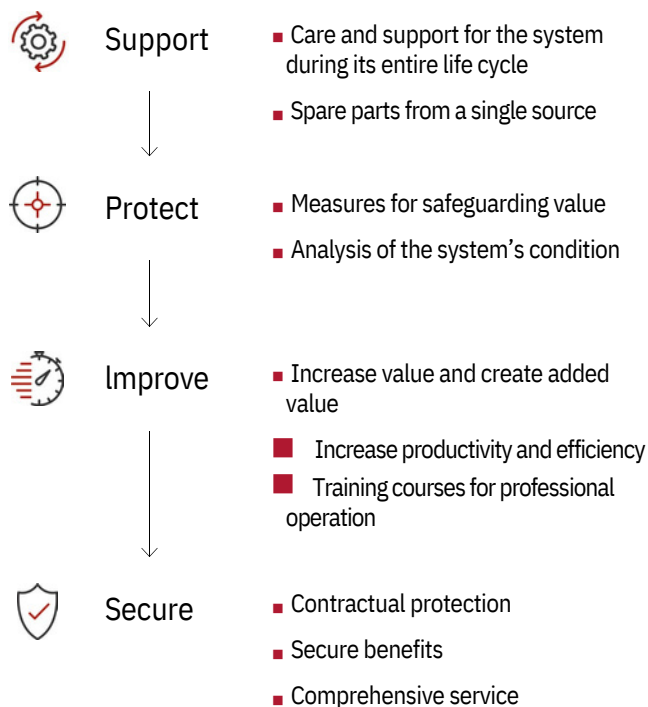 Support
■ Care and support for the system
during its entire life cycle
■ Spare parts from a single source
Protect
■ Measures for safeguarding value
■ Analysis of the system’s condition
Improve
■ Increase value and create added
value
■ Increase productivity and efficiency
■ Training courses for professional
operation
Secure
■ Contractual protection
■ Secure benefits
■ Comprehensive service